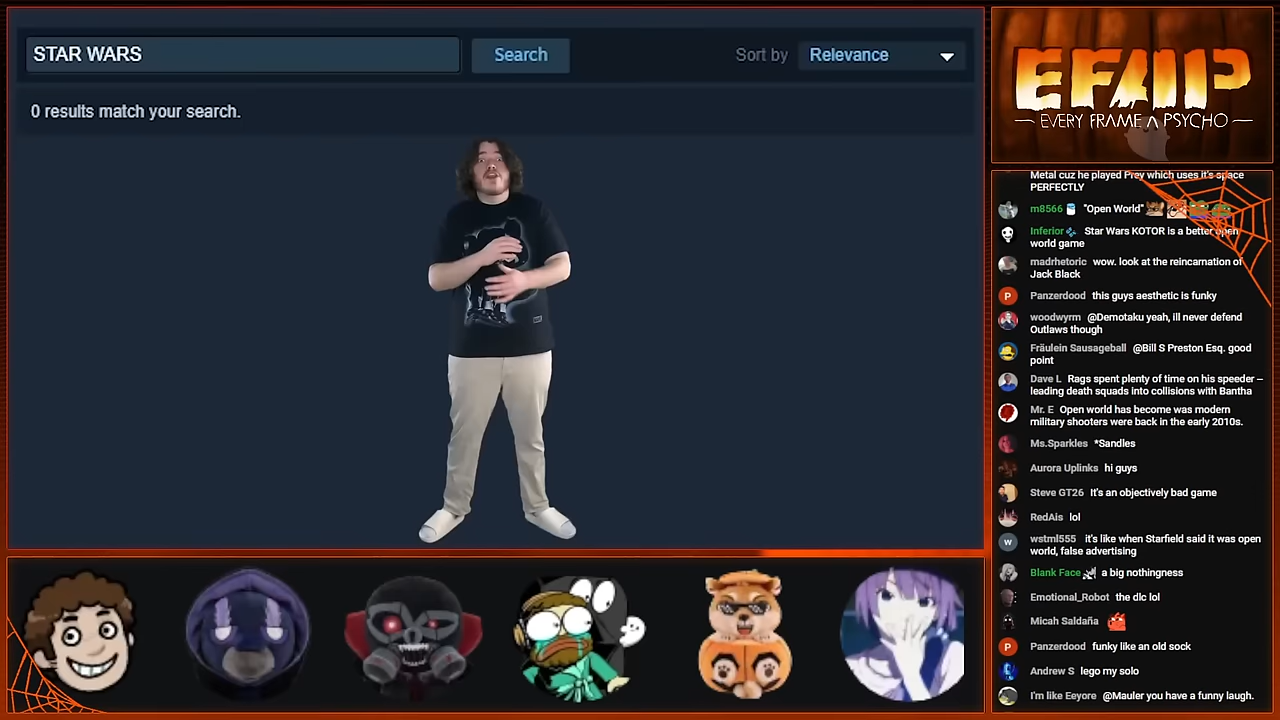 STAR WARS
Search
Sort by
Relevance
0 results match your search.
EFAP
EVERY FRAME A PSYCHO
Metal cuz he played Prey which uses it's space
PERFECTLY
m8566 "Open World"
Inferior Star Wars KOTOR is a better open
world game
madrhetoric wow. look at the reincarnation of
Jack Black
P
Panzerdood this guys aesthetic is funky
woodwyrm @Demotaku yeah, ill never defend
Outlaws though
Fräulein Sausageball @Bill S Preston Esq. good
point
Dave L Rags spent plenty of time on his speeder –
leading death squads into collisions with Bantha
Mr. E Open world has become was modern
military shooters were back in the early 2010s.
Ms.Sparkles *Sandles
Aurora Uplinks hi guys
Steve GT26 It's an objectively bad game
RedAis lol
w
wstml555 it's like when Starfield said it was open
world, false advertising
Blank Face a big nothingness
Emotional_Robot the dlc lol
Micah Saldaña
P
Panzerdood funky like an old sock
Andrew S lego my solo
I'm like Eeyore @Mauler you have a funny laugh.